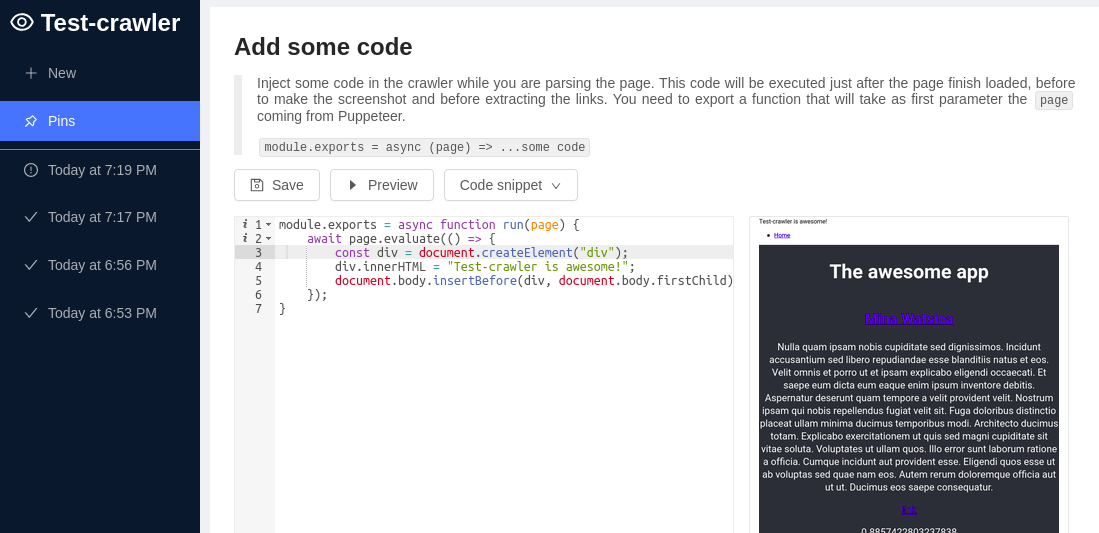 Test-crawler
New
Pins
Today at 7:19 PM
Today at 7:17 PM
Today at 6:56 PM
Today at 6:53 PM
Add some code
Inject some code in the crawler while you are parsing the page. This code will be executed just after the page finish loaded, before
to make the screenshot and before extracting the links. You need to export a function that will take as first parameter the page
coming from Puppeteer.
module.exports = async (page) => ...some code
Save
Preview
Code snippet
1 module.exports = async function run(page) {
2 await page.evaluate(() => {
3 const div = document.createElement("div");
4 div.innerHTML = "Test-crawler is awesome!";
5 document.body.insertBefore(div, document.body.firstChild)
6 });
7 }
Test-crawler is awesome!
Home
The awesome app
Nulla quam ipsam nobis cupiditate sed dignissimos. Incidunt
accusantium sed libero repudiandae esse blanditiis natus et eos.
Velit omnis et porro ut et ipsam explicabo eligendi occaecati. Et
saepe eum dicta eum eaque enim ipsum inventore debitis.
Aspernatur deserunt quam tempore a velit provident velit. Nostrum
ipsam qui nobis repellendus fugiat velit sit. Fuga doloribus distinctio
placeat ullam minima ducimus temporibus modi. Architecto ducimus
totam. Explicabo exercitationem ut quis sed magni cupiditate sit
vitae soluta. Voluptates ut ullam quos. Illo error sunt laborum ratione
a officia. Cumque incidunt aut provident esse. Eligendi quos esse ut
ab voluptas sed quae nam eos. Autem rerum doloremque officia aut
ut ut. Ducimus eos saepe consequatur.
0.8857422803237838